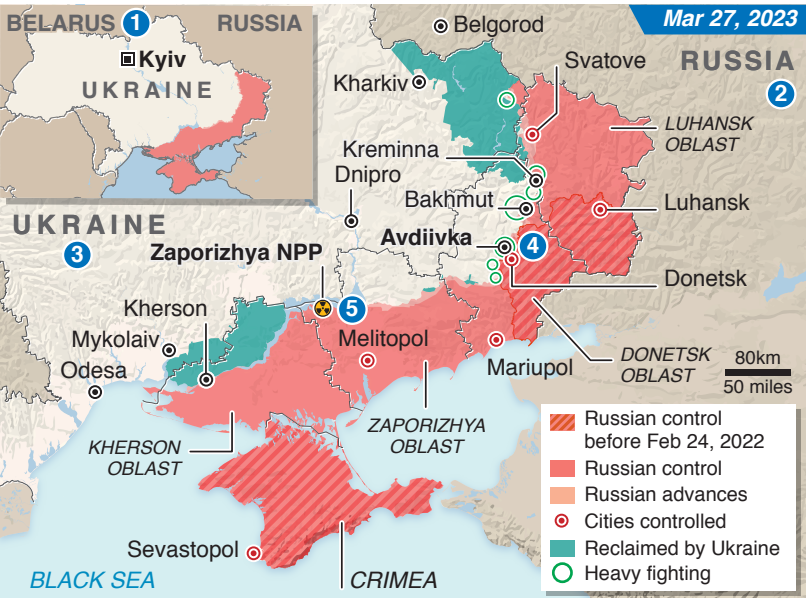 BELARUS 1
RUSSIA
Kyiv
UKRAINE
Mar 27, 2023
Belgorod
Svatove
RUSSIA
2
Kharkiv
LUHANSK
OBLAST
Kreminna
Dnipro
Bakhmut
Luhansk
UKRAINE
3
Avdiivka
4
Zaporizhya NPP
5
Donetsk
Kherson
Mykolaiv
Melitopol
Odesa
Mariupol
DONETSK
OBLAST
80km
50 miles
KHERSON
OBLAST
ZAPORIZHYA
OBLAST
Russian control
before Feb 24, 2022
Russian control
Russian advances
Cities controlled
Reclaimed by Ukraine
Heavy fighting
Sevastopol
BLACK SEA
CRIMEA